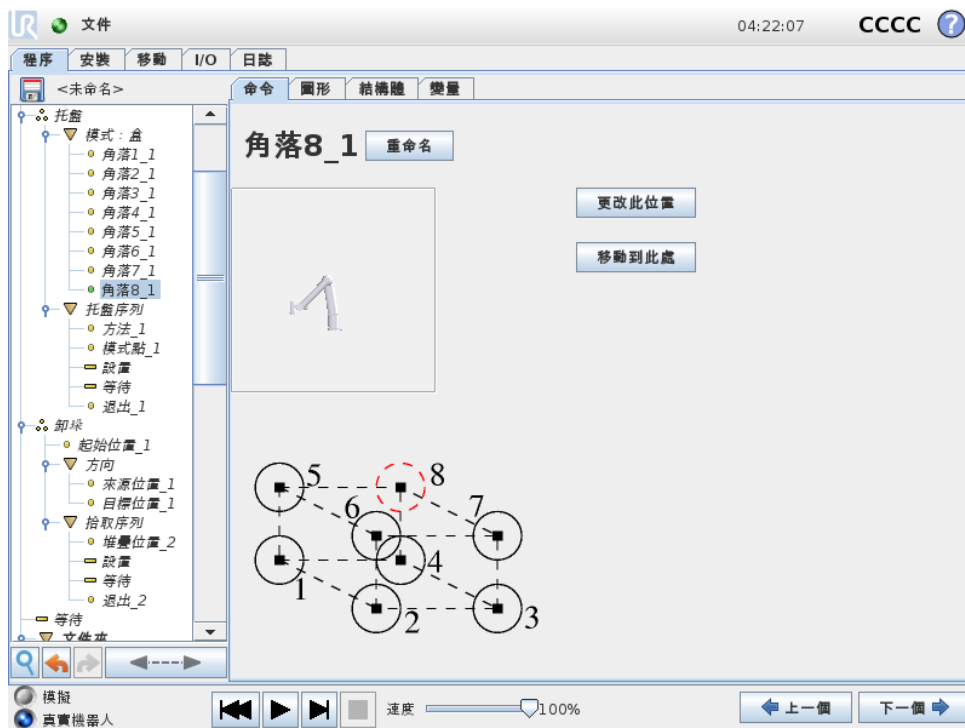 UR 文件 04:22:07 CCCC ?
程序 安裝 移動 I/O 日誌
<未命名> 命令 圖形 結構體 變量
托盤
模式：盒
角落1_1
角落2_1
角落3_1
角落4_1
角落5_1
角落6_1
角落7_1
角落8_1
托盤序列
方法_1
模式點_1
設置
等待
退出_1
卸垛
起始位置_1
方向
來源位置_1
目標位置_1
拾取序列
堆疊位置_2
設置
等待
退出_2
等待
文件夾
角落8_1 重命名
更改此位置
移動到此處
5 8
6 7
1 4
2 3
模擬
真實機器人
速度 100% 上一個 下一個